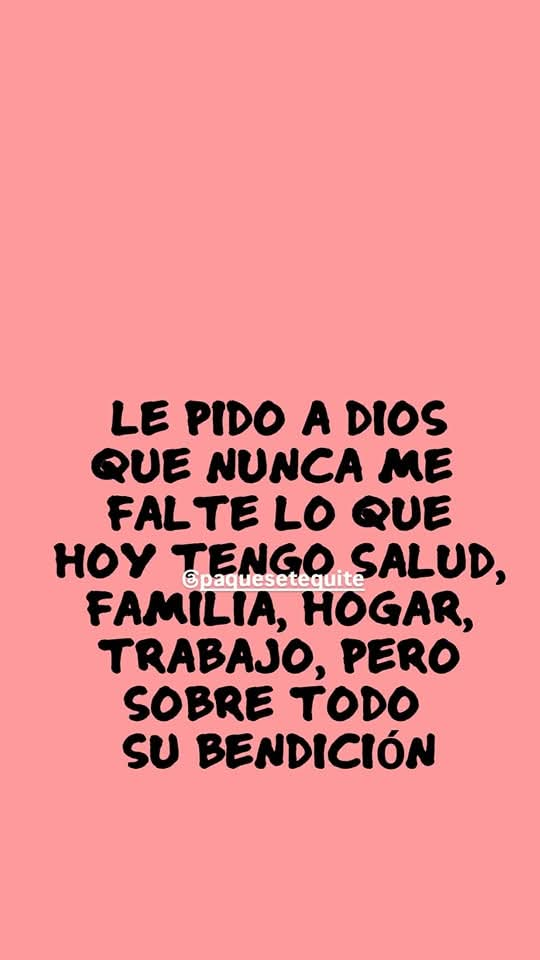 LE PIDO A DIOS
QUE NUNCA ME
FALTE LO QUE
HOY TENGO SALUD,
@paquesetequite
FAMILIA, HOGAR,
TRABAJO, PERO
SOBRE TODO
SU BENDICIÓN